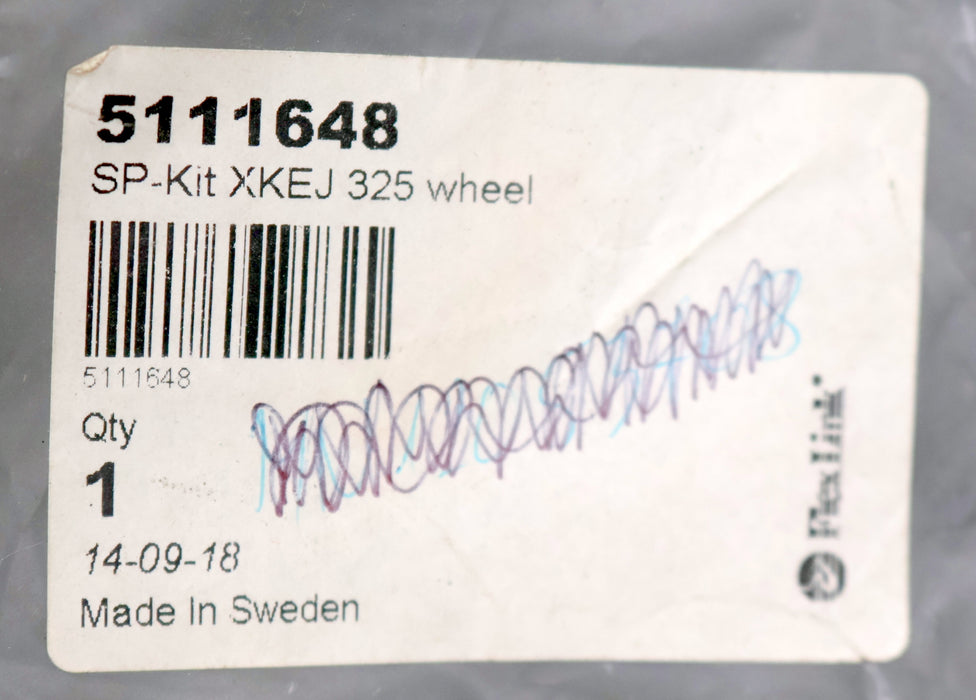 5111648
SP-Kit XKEJ 325 wheel
5111648
Qty
1
14-09-18
Made In Sweden
FlexLink